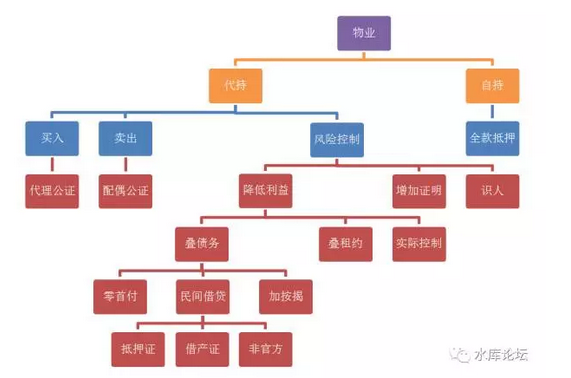 物业
代持
自持
买入
卖出
风险控制
全款抵押
代理公证
配偶公证
降低利益
增加证明
识人
叠债务
叠租约
实际控制
零首付
民间借贷
加按揭
抵押证
借产证
非官方
水库论坛